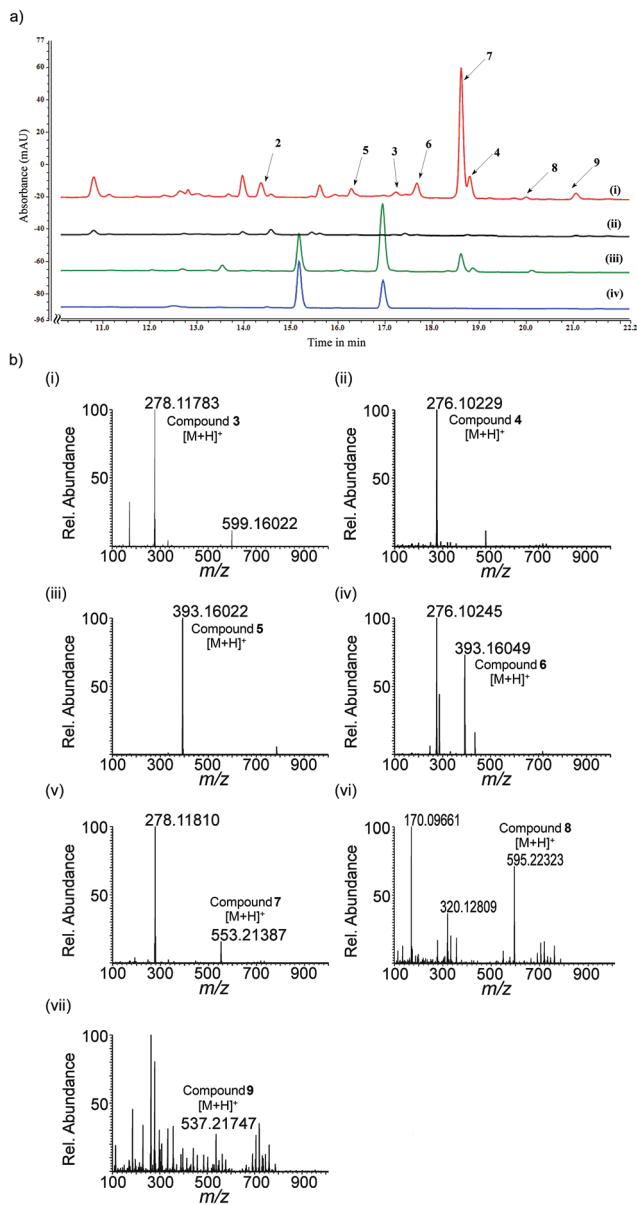 a)
77
60
40
20
0
-20
-40
-60
-80
-96
Absorbance (mAU)
2
5
3
6
7
4
8
9
(i)
(ii)
(iii)
(iv)
11.0 12.0 13.0 14.0 15.0 16.0 17.0 18.0 19.0 20.0 21.0 22.2
Time in min
b)
(i)
278.11783
Compound 3
[M+H]+
599.16022
100
50
Rel. Abundance
100 300 500 700 900
m/z
(ii)
276.10229
Compound 4
[M+H]+
100
50
Rel. Abundance
100 300 500 700 900
m/z
(iii)
393.16022
Compound 5
[M+H]+
100
50
Rel. Abundance
100 300 500 700 900
m/z
(iv)
276.10245
393.16049
Compound 6
[M+H]+
100
50
Rel. Abundance
100 300 500 700 900
m/z
(v)
278.11810
Compound 7
[M+H]+
553.21387
100
50
Rel. Abundance
100 300 500 700 900
m/z
(vi)
170.09661
Compound 8
[M+H]+
595.22323
320.12809
100
50
Rel. Abundance
100 300 500 700 900
m/z
(vii)
Compound 9
[M+H]+
537.21747
100
50
Rel. Abundance
100 300 500 700 900
m/z